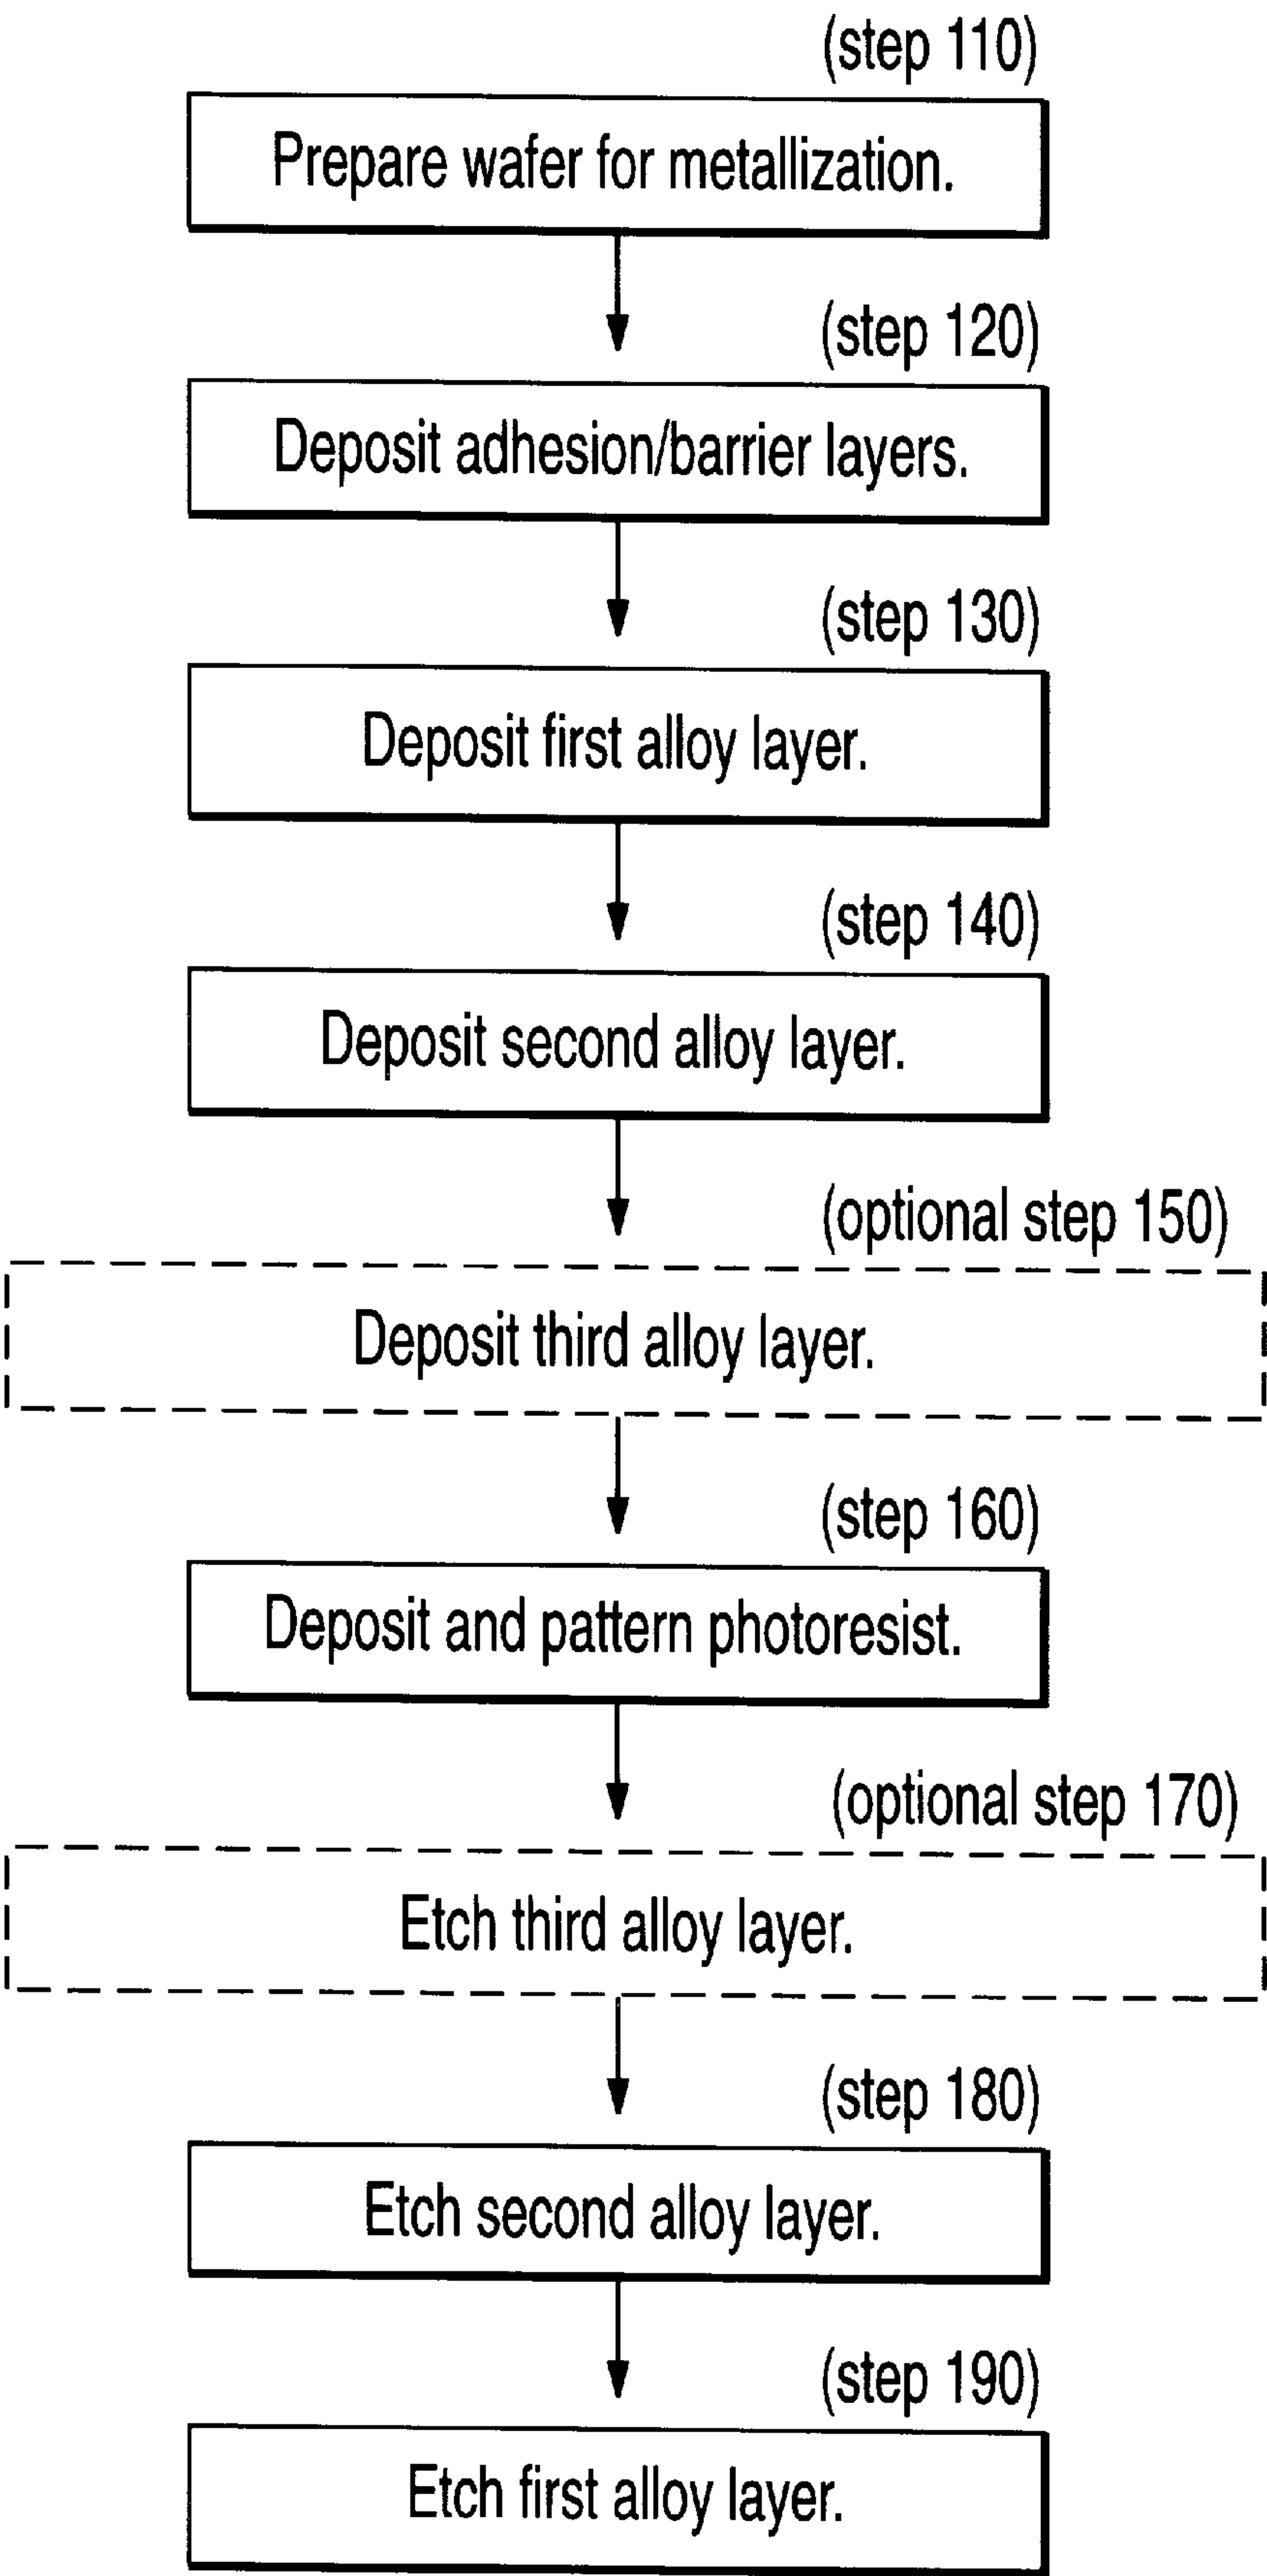 (step 110)
Prepare wafer for metallization.
(step 120)
Deposit adhesion/barrier layers.
(step 130)
Deposit first alloy layer.
(step 140)
Deposit second alloy layer.
(optional step 150)
Deposit third alloy layer.
(step 160)
Deposit and pattern photoresist.
(optional step 170)
Etch third alloy layer.
(step 180)
Etch second alloy layer.
(step 190)
Etch first alloy layer.